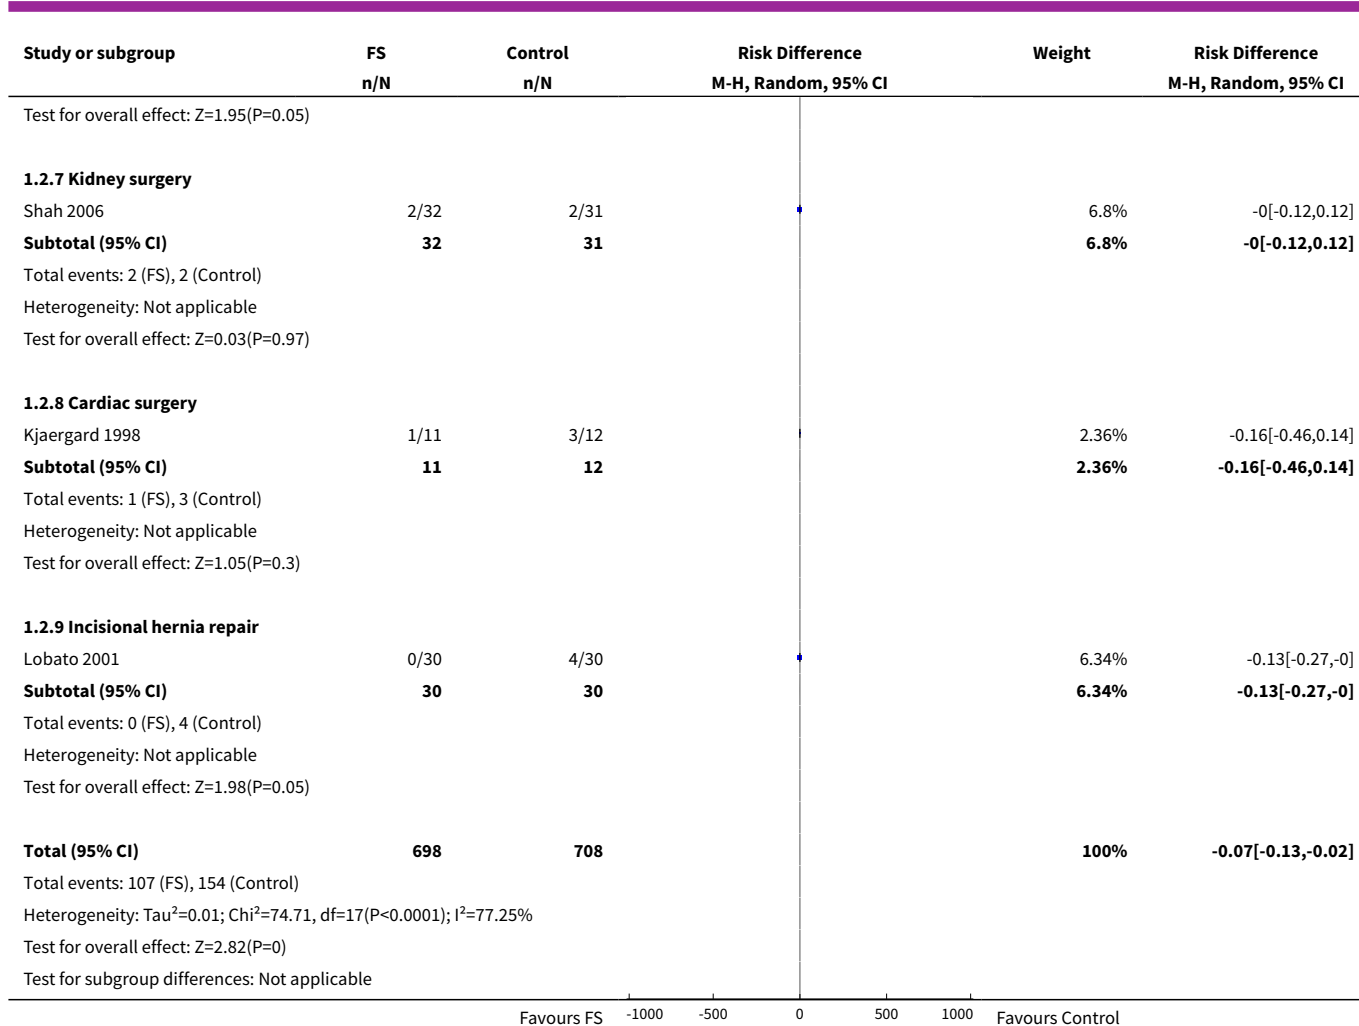 Study or subgroup FS Control Risk Difference Weight Risk Difference
n/N n/N M-H, Random, 95% CI M-H, Random, 95% CI
Test for overall effect: Z=1.95(P=0.05)
1.2.7 Kidney surgery
Shah 2006 2/32 2/31 6.8% -0[-0.12,0.12]
Subtotal (95% CI) 32 31 6.8% -0[-0.12,0.12]
Total events: 2 (FS), 2 (Control)
Heterogeneity: Not applicable
Test for overall effect: Z=0.03(P=0.97)
1.2.8 Cardiac surgery
Kjaergard 1998 1/11 3/12 2.36% -0.16[-0.46,0.14]
Subtotal (95% CI) 11 12 2.36% -0.16[-0.46,0.14]
Total events: 1 (FS), 3 (Control)
Heterogeneity: Not applicable
Test for overall effect: Z=1.05(P=0.3)
1.2.9 Incisional hernia repair
Lobato 2001 0/30 4/30 6.34% -0.13[-0.27,-0]
Subtotal (95% CI) 30 30 6.34% -0.13[-0.27,-0]
Total events: 0 (FS), 4 (Control)
Heterogeneity: Not applicable
Test for overall effect: Z=1.98(P=0.05)
Total (95% CI) 698 708 100% -0.07[-0.13,-0.02]
Total events: 107 (FS), 154 (Control)
Heterogeneity: Tau²=0.01; Chi²=74.71, df=17(P<0.0001); I²=77.25%
Test for overall effect: Z=2.82(P=0)
Test for subgroup differences: Not applicable
Favours FS -1000 -500 0 500 1000 Favours Control